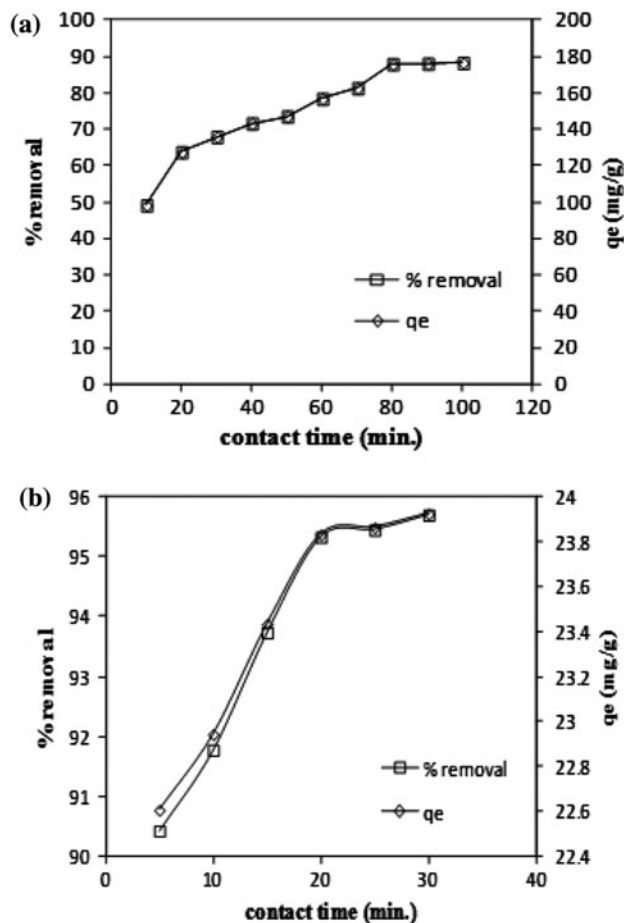 (a)
100
90
80
70
60
50
40
30
20
10
0
% removal
200
180
160
140
120
100
80
60
40
20
0
qe (mg/g)
% removal
qe
0 20 40 60 80 100 120
contact time (min.)
(b)
96
95
94
93
92
91
90
% removal
24
23.8
23.6
23.4
23.2
23
22.8
22.6
22.4
qe (mg/g)
% removal
qe
0 10 20 30 40
contact time (min.)